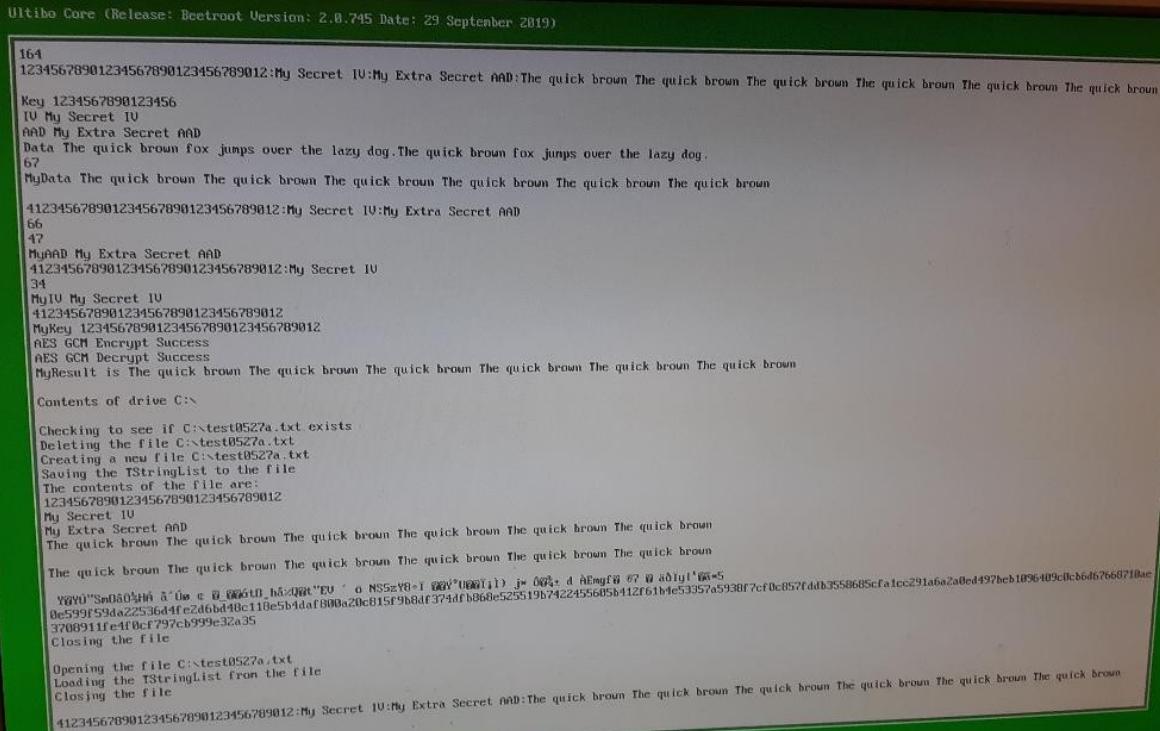 Ultibo Core (Release: Beetroot Version: 2.0.745 Date: 29 September 2019)
164
12345678901234567890123456789012:My Secret IV:My Extra Secret AAD:The quick brown The quick brown The quick brown The quick brown The quick brown The quick brown
Key 1234567890123456
IV My Secret IV
AAD My Extra Secret AAD
Data The quick brown fox jumps over the lazy dog.The quick brown fox jumps over the lazy dog.
67
MyData The quick brown The quick brown The quick brown The quick brown The quick brown The quick brown
412345678901234567890123456789012:My Secret IV:My Extra Secret AAD
66
47
MyAAD My Extra Secret AAD
412345678901234567890123456789012:My Secret IV
34
MyIV My Secret IV
412345678901234567890123456789012
MyKey 12345678901234567890123456789012
AES GCM Encrypt Success
AES GCM Decrypt Success
MyResult is The quick brown The quick brown The quick brown The quick brown The quick brown The quick brown
Contents of drive C:\
Checking to see if C:\test0527a.txt exists
Deleting the file C:\test0527a.txt
Creating a new file C:\test0527a.txt
Saving the TStringList to the file
The contents of the file are:
12345678901234567890123456789012
My Secret IV
My Extra Secret AAD
The quick brown The quick brown The quick brown The quick brown The quick brown The quick brown
The quick brown The quick brown The quick brown The quick brown The quick brown The quick brown
3708911fe4f0cf797cb999e32a35
Closing the file
Opening the file C:\test0527a.txt
Loading the TStringList from the file
Closing the file
412345678901234567890123456789012:My Secret IV:My Extra Secret AAD:The quick brown The quick brown The quick brown The quick brown The quick brown The quick brown